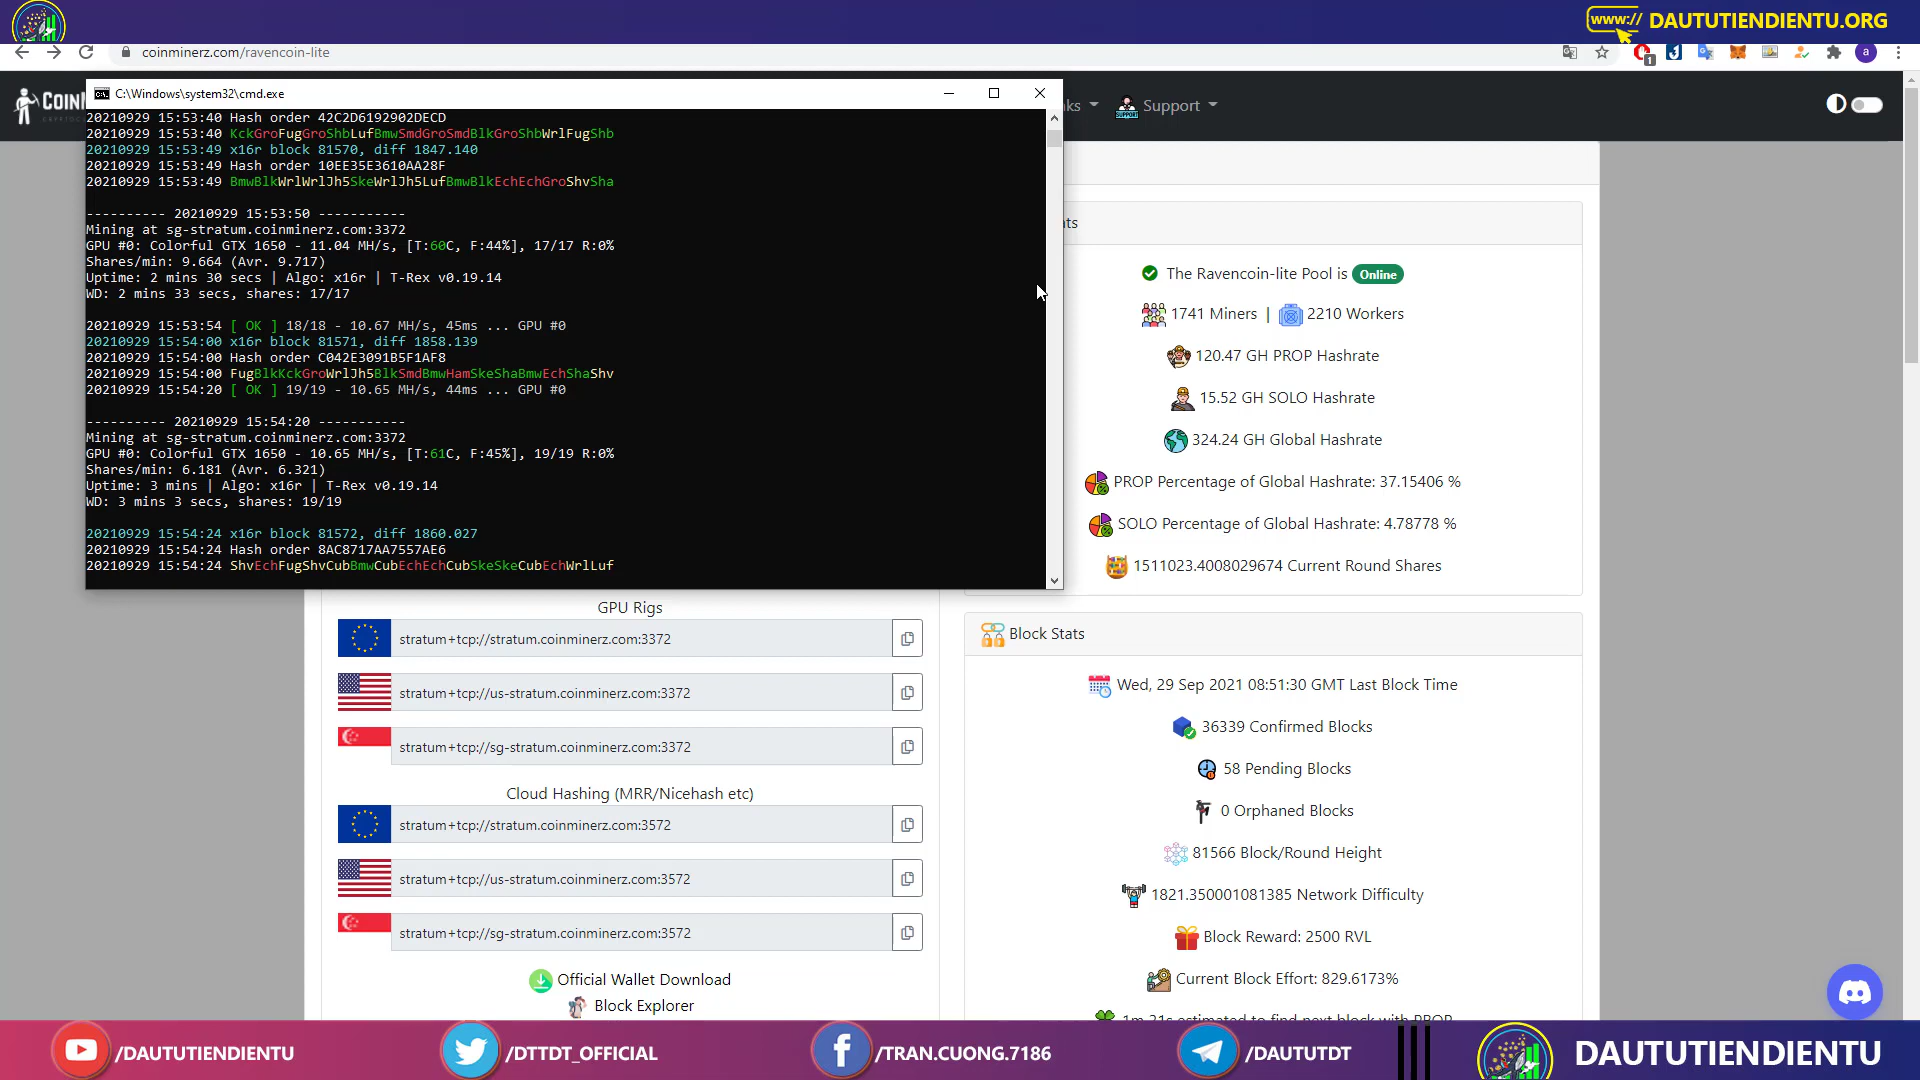 www:// DAUTUTIENDIENTU.ORG
coinminerz.com/ravencoin-lite
1
a
COIN
C:\Windows\system32\cmd.exe
Support
SUPPORT
20210929 15:53:40 Hash order 42C2D6192902DECD
20210929 15:53:40 KckGroFugGroShbLufBmwSmdGroSmdBlkGroShbWrlFugShb
20210929 15:53:49 x16r block 81570, diff 1847.140
20210929 15:53:49 Hash order 10EE35E3610AA28F
20210929 15:53:49 BmwBlkWrlWrlJh5SkeWrlJh5LufBmwBlkEchEchGroShvSha
---------- 20210929 15:53:50 -----------
Mining at sg-stratum.coinminerz.com:3372
GPU #0: Colorful GTX 1650 - 11.04 MH/s, [T:60C, F:44%], 17/17 R:0%
Shares/min: 9.664 (Avr. 9.717)
Uptime: 2 mins 30 secs | Algo: x16r | T-Rex v0.19.14
WD: 2 mins 33 secs, shares: 17/17
20210929 15:53:54 [ OK ] 18/18 - 10.67 MH/s, 45ms ... GPU #0
20210929 15:54:00 x16r block 81571, diff 1858.139
20210929 15:54:00 Hash order C042E3091B5F1AF8
20210929 15:54:00 FugBlkKckGroWrlJh5BlkSmdBmwHamSkeShaBmwEchShaShv
20210929 15:54:20 [ OK ] 19/19 - 10.65 MH/s, 44ms ... GPU #0
---------- 20210929 15:54:20 -----------
Mining at sg-stratum.coinminerz.com:3372
GPU #0: Colorful GTX 1650 - 10.65 MH/s, [T:61C, F:45%], 19/19 R:0%
Shares/min: 6.181 (Avr. 6.321)
Uptime: 3 mins | Algo: x16r | T-Rex v0.19.14
WD: 3 mins 3 secs, shares: 19/19
20210929 15:54:24 x16r block 81572, diff 1860.027
20210929 15:54:24 Hash order 8AC8717AA7557AE6
20210929 15:54:24 ShvEchFugShvCubBmwCubEchEchCubSkeSkeCubEchWrlLuf
The Ravencoin-lite Pool is Online
1741 Miners | 2210 Workers
120.47 GH PROP Hashrate
15.52 GH SOLO Hashrate
324.24 GH Global Hashrate
PROP Percentage of Global Hashrate: 37.15406 %
SOLO Percentage of Global Hashrate: 4.78778 %
1511023.4008029674 Current Round Shares
GPU Rigs
stratum+tcp://stratum.coinminerz.com:3372
stratum+tcp://us-stratum.coinminerz.com:3372
stratum+tcp://sg-stratum.coinminerz.com:3372
Cloud Hashing (MRR/Nicehash etc)
stratum+tcp://stratum.coinminerz.com:3572
stratum+tcp://us-stratum.coinminerz.com:3572
stratum+tcp://sg-stratum.coinminerz.com:3572
Official Wallet Download
Block Explorer
Block Stats
Wed, 29 Sep 2021 08:51:30 GMT Last Block Time
36339 Confirmed Blocks
58 Pending Blocks
0 Orphaned Blocks
81566 Block/Round Height
1821.350001081385 Network Difficulty
Block Reward: 2500 RVL
Current Block Effort: 829.6173%
1m 21s estimated to find next block with PROP
/DAUTUTIENDIENTU
/DTTDT_OFFICIAL
/TRAN.CUONG.7186
/DAUTUTDT
DAUTUTIENDIENTU